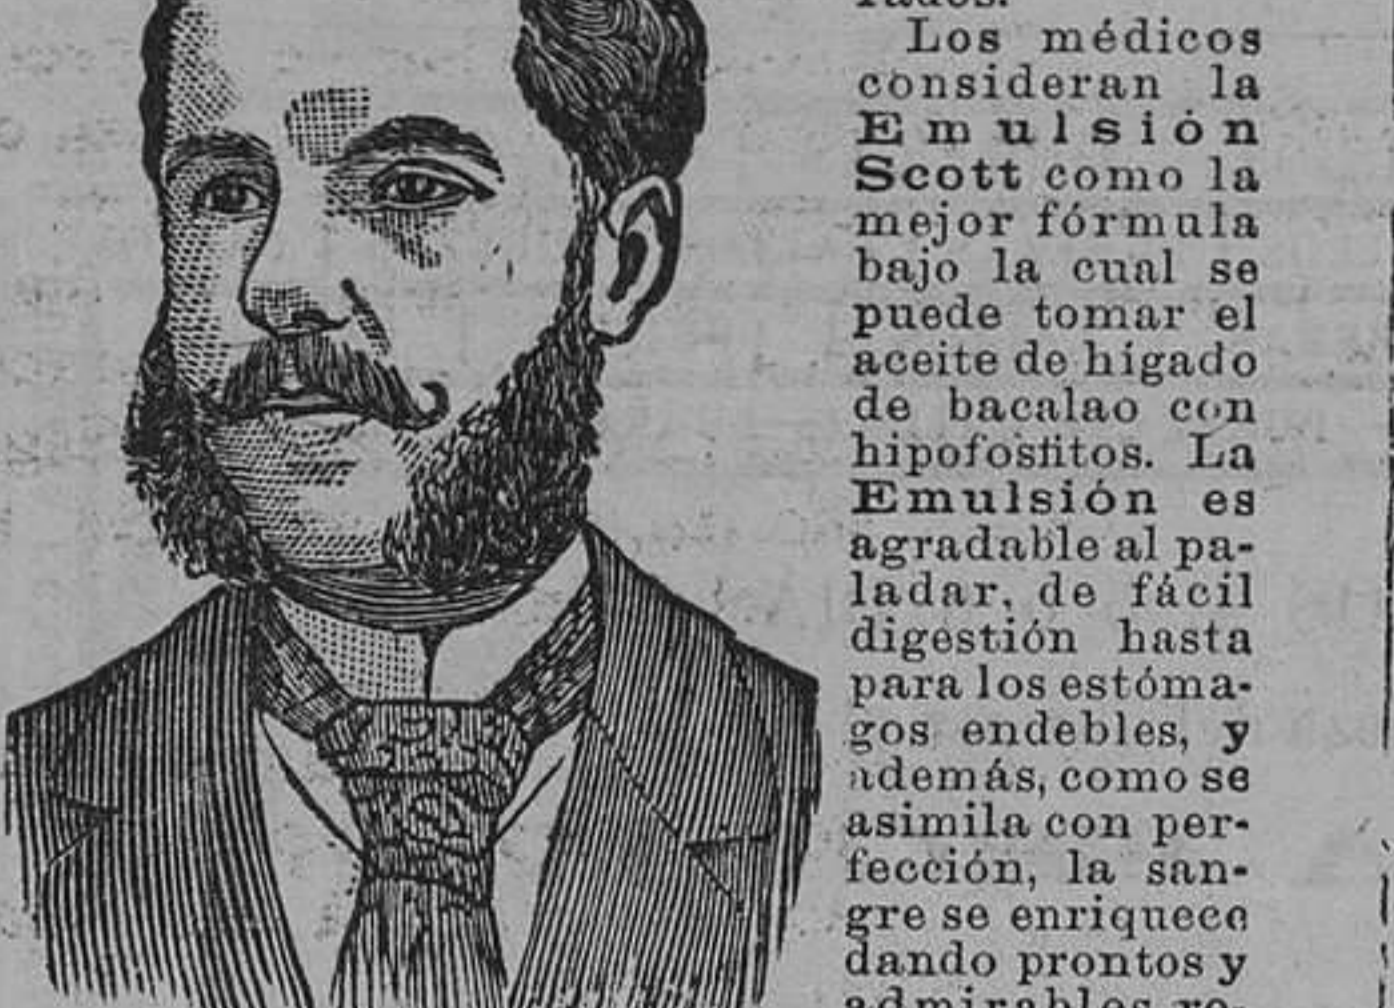 Los médicos
consideran la
Emulsión
Scott como la
mejor fórmula
bajo la cual se
puede tomar el
aceite de hígado
de bacalao con
hipofosfitos. La
Emulsión es
agradable al pa-
ladar, de fácil
digestión hasta
para los estóma-
gos endebles, y
además, como se
asimila con per-
fección, la san-
gre se enriquece
dando prontos y
admirables re-